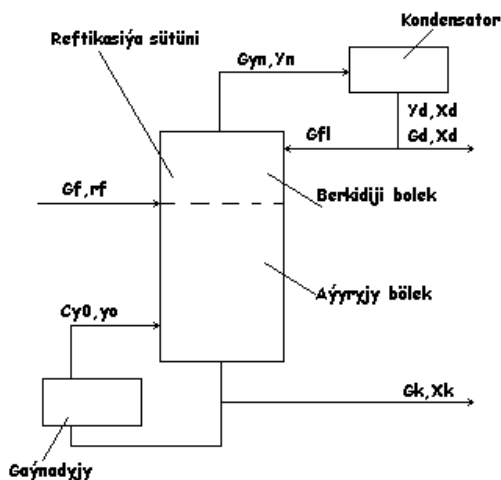 Kondensator
Reftikasiýa sütüni
Gyn,Yn
Yd,Xd
Gfl
Gd,Xd
Gf,rf
Berkidiji bolek
Aýyryjy bölek
Cy0,yo
Gk,Xk
Gaýnadyjy